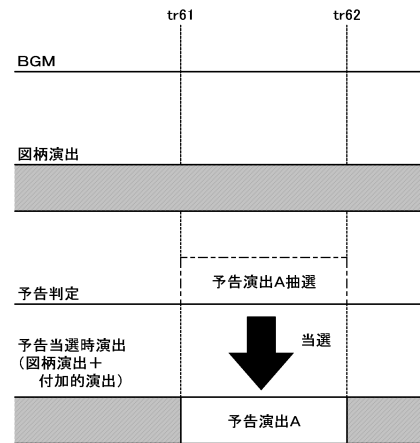 tr61 tr62
BGM
図柄演出
予告演出A抽選
予告判定
当選
予告当選時演出
(図柄演出＋
付加的演出)
予告演出A